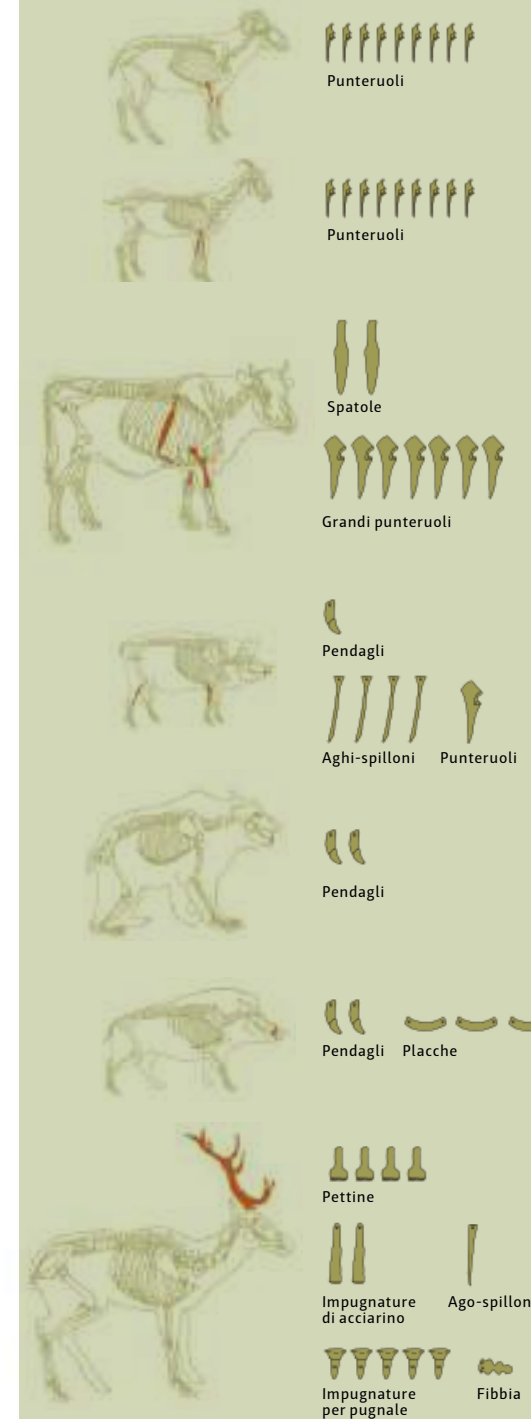 Punteruoli
Punteruoli
Spatole
Grandi punteruoli
Pendagli
Aghi-spilloni Punteruoli
Pendagli
Pendagli Placche
Pettine
Impugnature
di acciarino
Ago-spillon
Impugnature
per pugnale
Fibbia